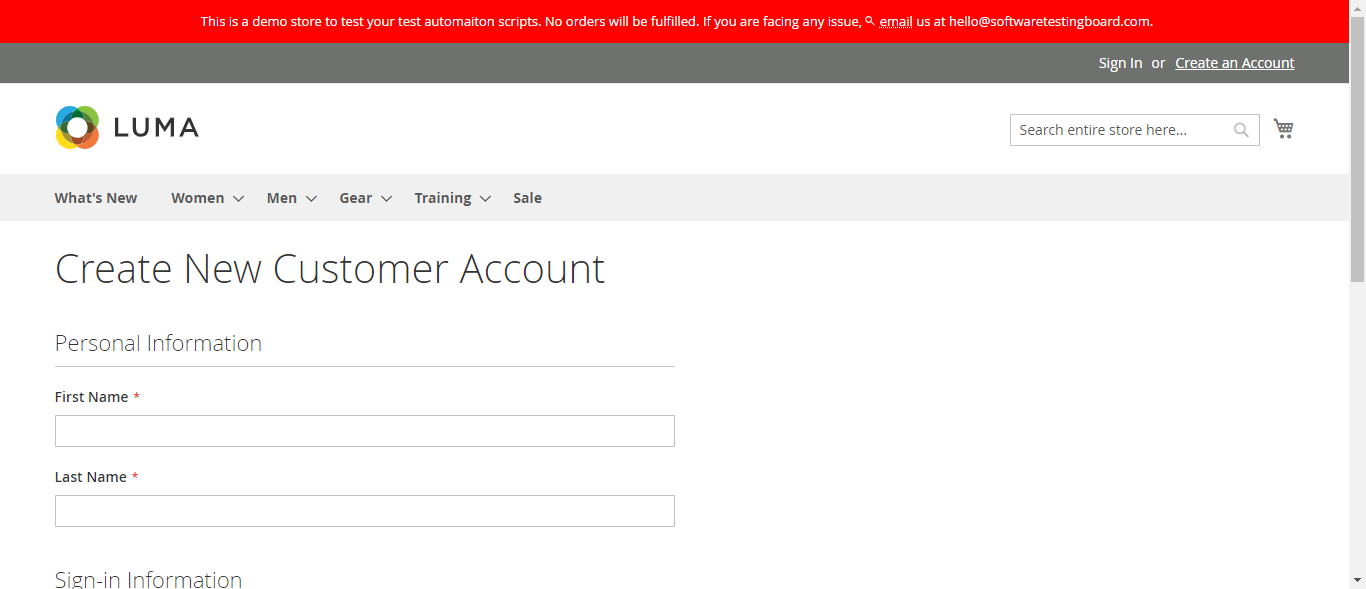 This is a demo store to test your test automaiton scripts. No orders will be fulfilled. If you are facing any issue, email us at hello@softwaretestingboard.com.
Sign In or Create an Account
LUMA
Search entire store here...
What's New Women Men Gear Training Sale
Create New Customer Account
Personal Information
First Name *
Last Name *
Sign-in Information